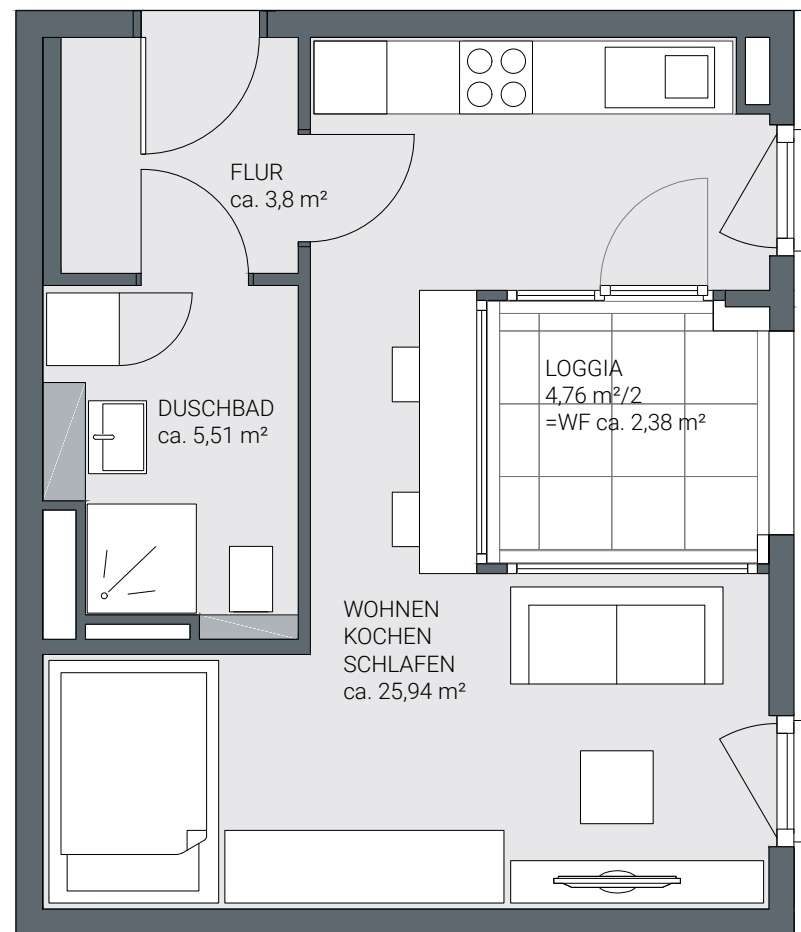 FLUR
ca. 3,8 m²
LOGGIA
4,76 m²/2
=WF ca. 2,38 m²
DUSCHBAD
ca. 5,51 m²
WOHNEN
KOCHEN
SCHLAFEN
ca. 25,94 m²